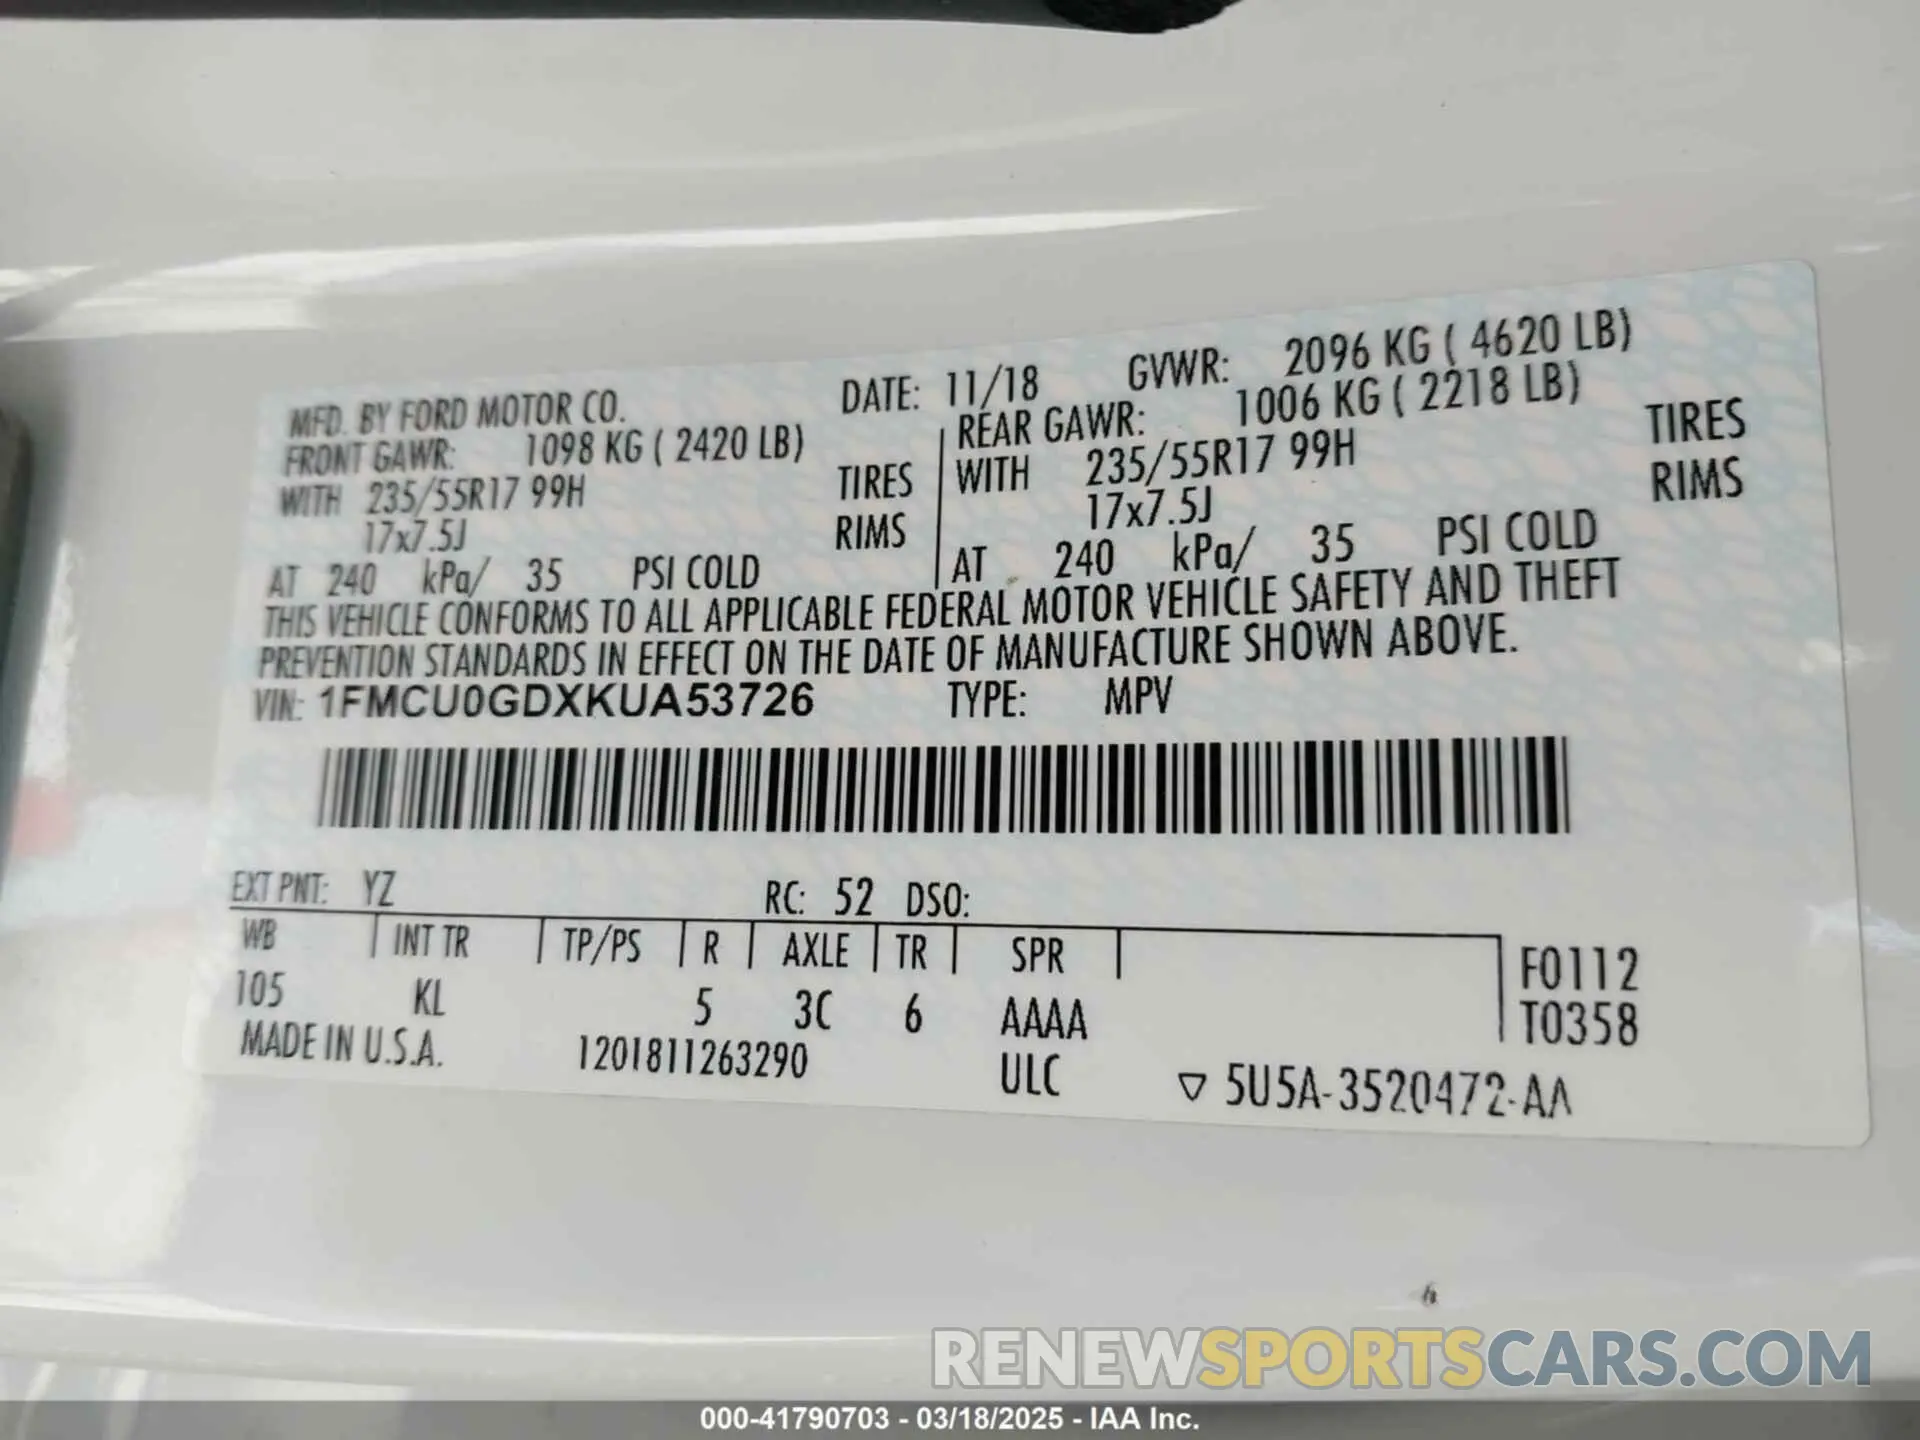 MFD. BY FORD MOTOR CO. DATE: 11/18 GVWR: 2096 KG ( 4620 LB)
FRONT GAWR: 1098 KG ( 2420 LB) REAR GAWR: 1006 KG ( 2218 LB)
WITH 235/55R17 99H TIRES WITH 235/55R17 99H TIRES
17x7.5J RIMS 17x7.5J RIMS
AT 240 kPa/ 35 PSI COLD AT 240 kPa/ 35 PSI COLD
THIS VEHICLE CONFORMS TO ALL APPLICABLE FEDERAL MOTOR VEHICLE SAFETY AND THEFT
PREVENTION STANDARDS IN EFFECT ON THE DATE OF MANUFACTURE SHOWN ABOVE.
VIN: 1FMCU0GDXKUA53726 TYPE: MPV
EXT PNT: YZ RC: 52 DSO:
WB INT TR TP/PS R AXLE TR SPR F0112
105 KL 5 3C 6 AAAA T0358
MADE IN U.S.A. 1201811263290 ULC ▽ 5U5A-3520472-AA
RENEWSPORTSCARS.COM
000-41790703 - 03/18/2025 - IAA Inc.